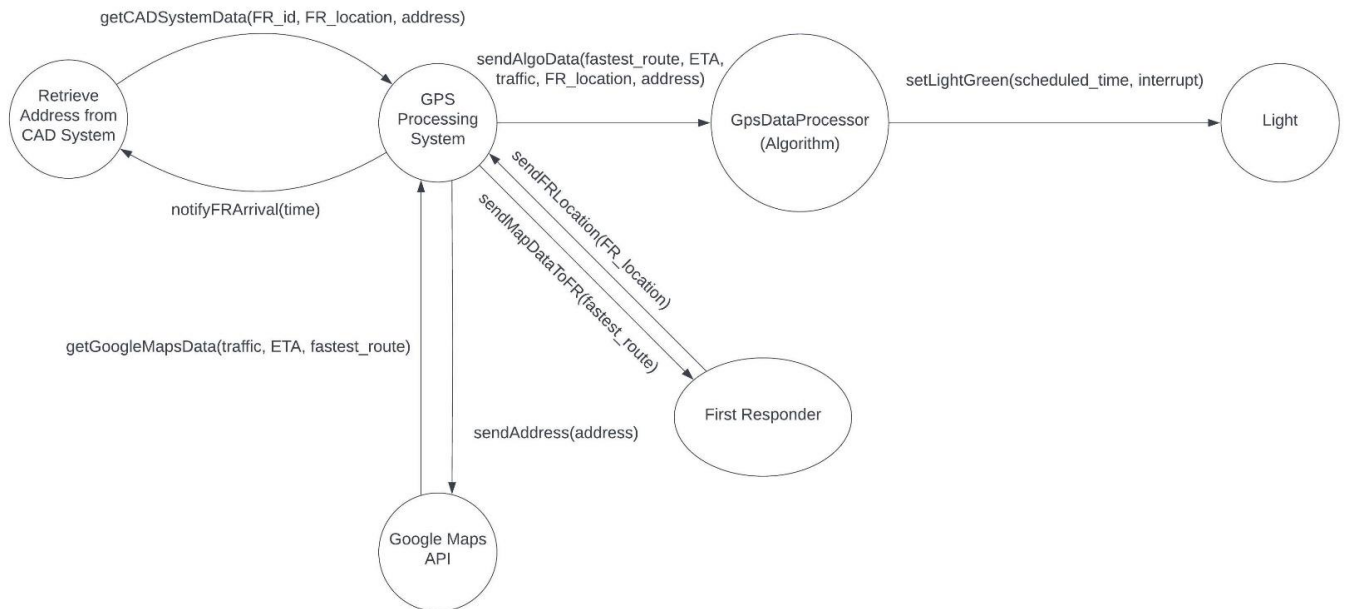 getCADSystemData(FR_id, FR_location, address)
Retrieve
Address from
CAD System
GPS
Processing
System
sendAlgoData(fastest_route, ETA,
traffic, FR_location, address)
GpsDataProcessor
(Algorithm)
setLightGreen(scheduled_time, interrupt)
Light
notifyFRArrival(time)
sendFRLocation(FR_location)
sendMapDataToFR(fastest_route)
getGoogleMapsData(traffic, ETA, fastest_route)
First Responder
sendAddress(address)
Google Maps
API